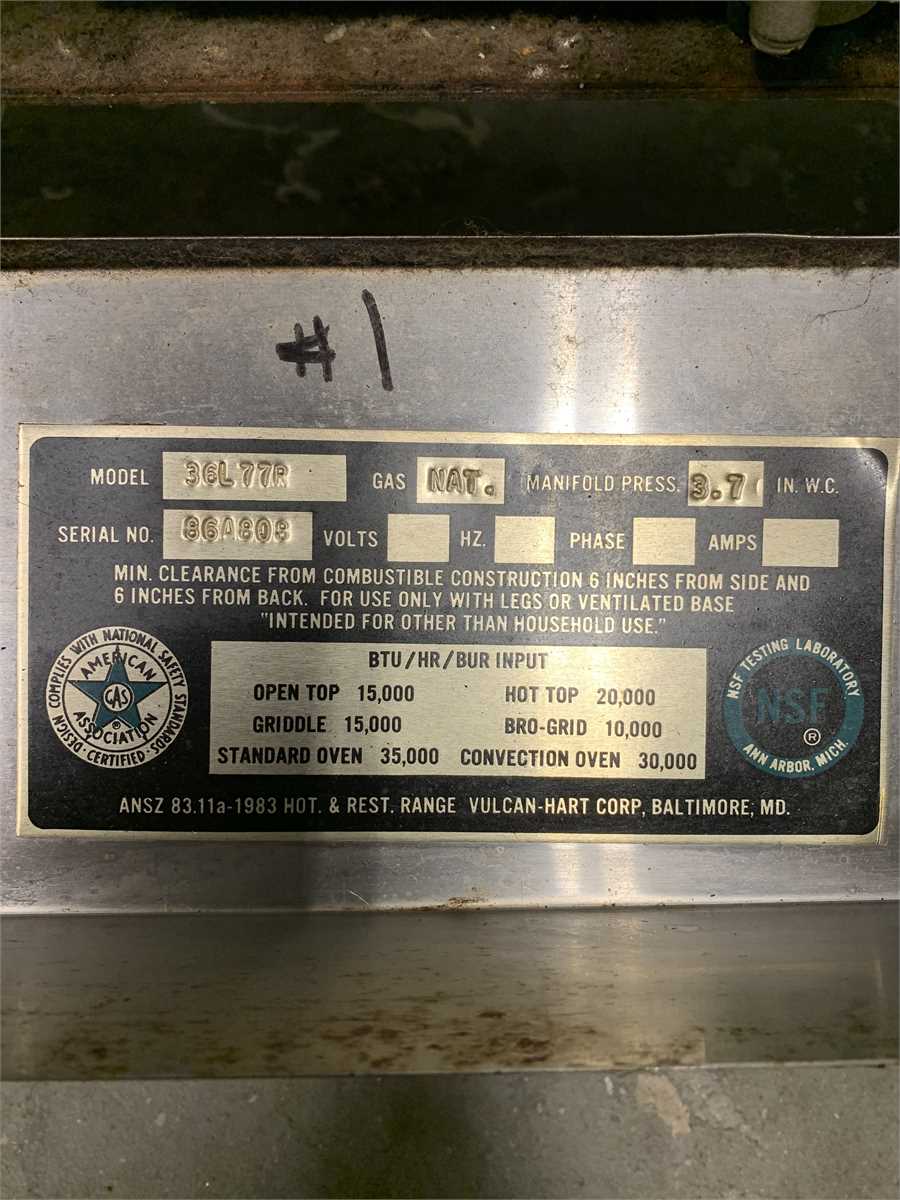 #1
MODEL 36L77R GAS NAT. MANIFOLD PRESS. 3.7 IN. W.C.
SERIAL NO. 86A808 VOLTS HZ. PHASE AMPS
MIN. CLEARANCE FROM COMBUSTIBLE CONSTRUCTION 6 INCHES FROM SIDE AND
6 INCHES FROM BACK. FOR USE ONLY WITH LEGS OR VENTILATED BASE
"INTENDED FOR OTHER THAN HOUSEHOLD USE."
DESIGN COMPLIES WITH NATIONAL SAFETY STANDARDS
AMERICAN
GAS
®
ASSOCIATION
CERTIFIED
BTU/HR/BUR INPUT
OPEN TOP 15,000 HOT TOP 20,000
GRIDDLE 15,000 BRO-GRID 10,000
STANDARD OVEN 35,000 CONVECTION OVEN 30,000
NSF TESTING LABORATORY
NSF
®
ANN ARBOR, MICH.
ANSZ 83.11a-1983 HOT. & REST. RANGE VULCAN-HART CORP, BALTIMORE, MD.